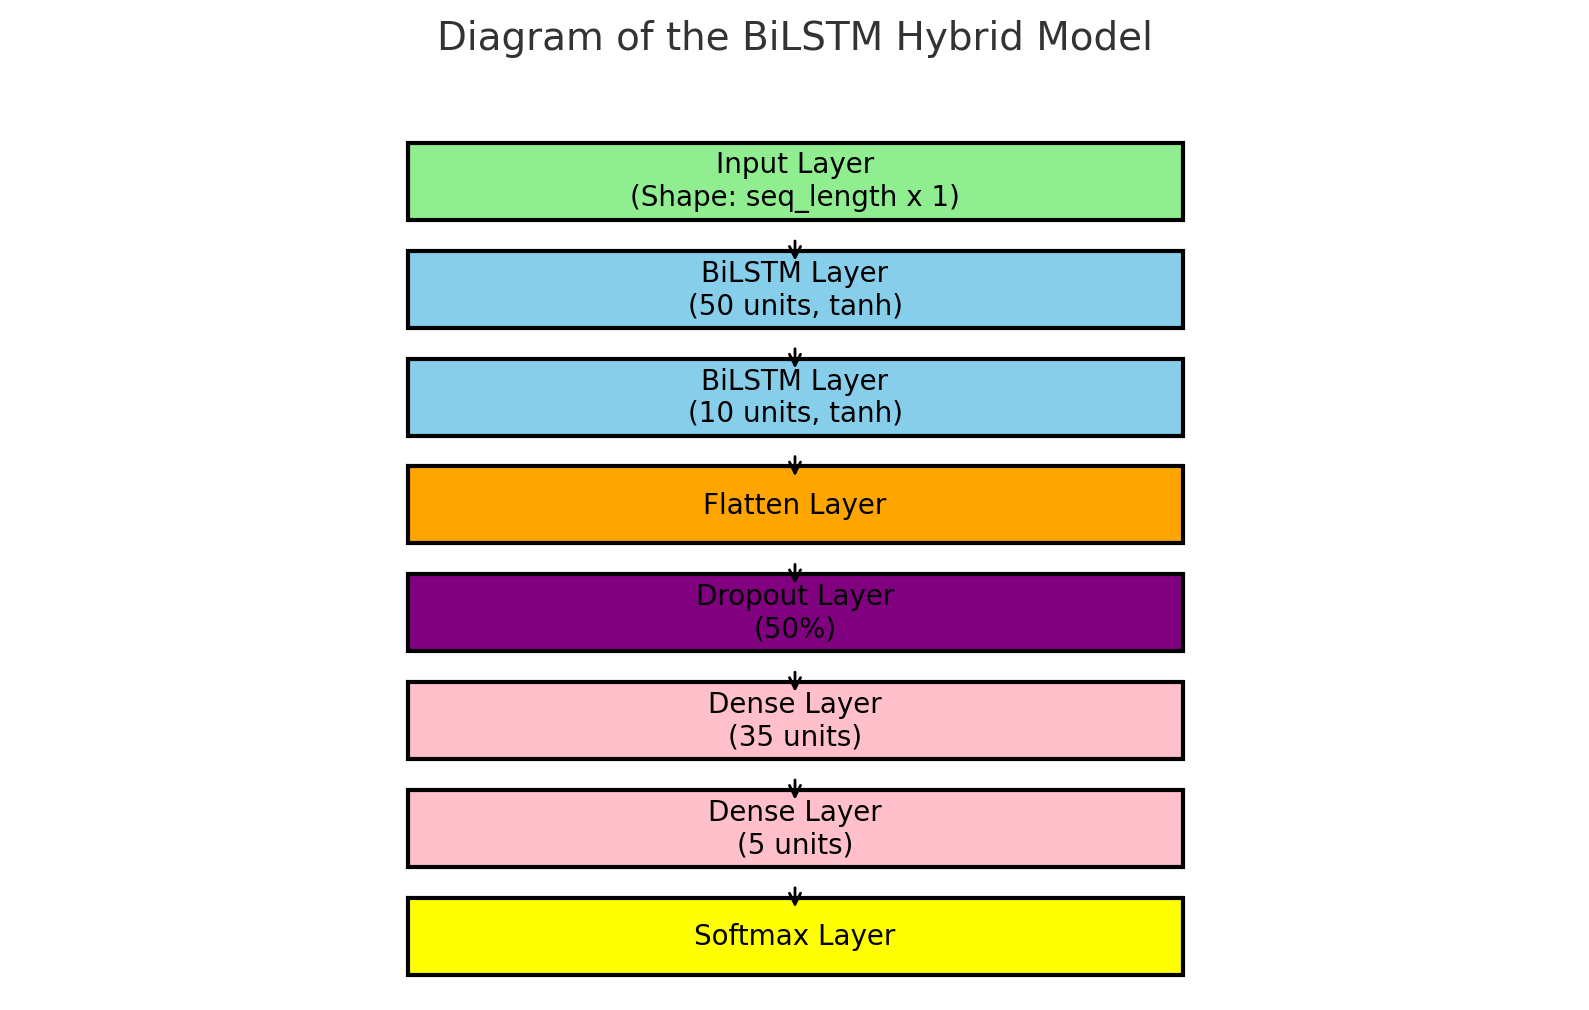 Diagram of the BiLSTM Hybrid Model
Input Layer
(Shape: seq_length x 1)
BiLSTM Layer
(50 units, tanh)
BiLSTM Layer
(10 units, tanh)
Flatten Layer
Dropout Layer
(50%)
Dense Layer
(35 units)
Dense Layer
(5 units)
Softmax Layer